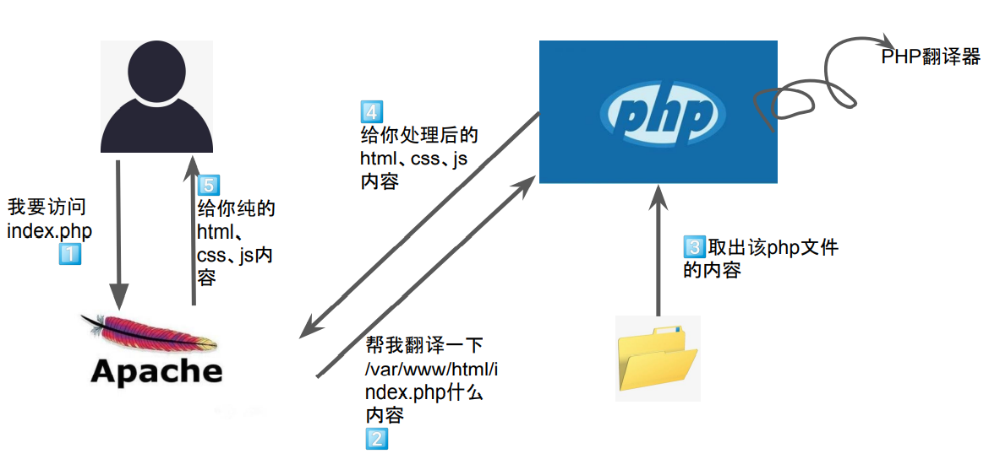 PHP翻译器
php
4
给你处理后的
html、css、js
内容
5
给你纯的
html、
css、js内
容
我要访问
index.php
1
3取出该php文件
的内容
Apache
帮我翻译一下
/var/www/html/i
ndex.php什么
内容
2